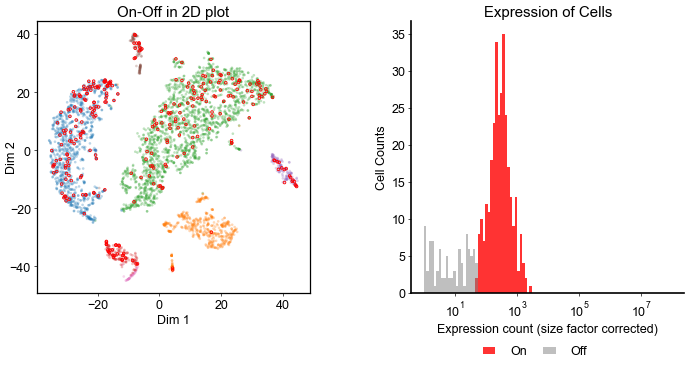 On-Off in 2D plot
Dim 2
40
20
0
−20
−40
−20
0
20
40
Dim 1
Expression of Cells
Cell Counts
35
30
25
20
15
10
5
0
10^1
10^3
10^5
10^7
Expression count (size factor corrected)
On
Off